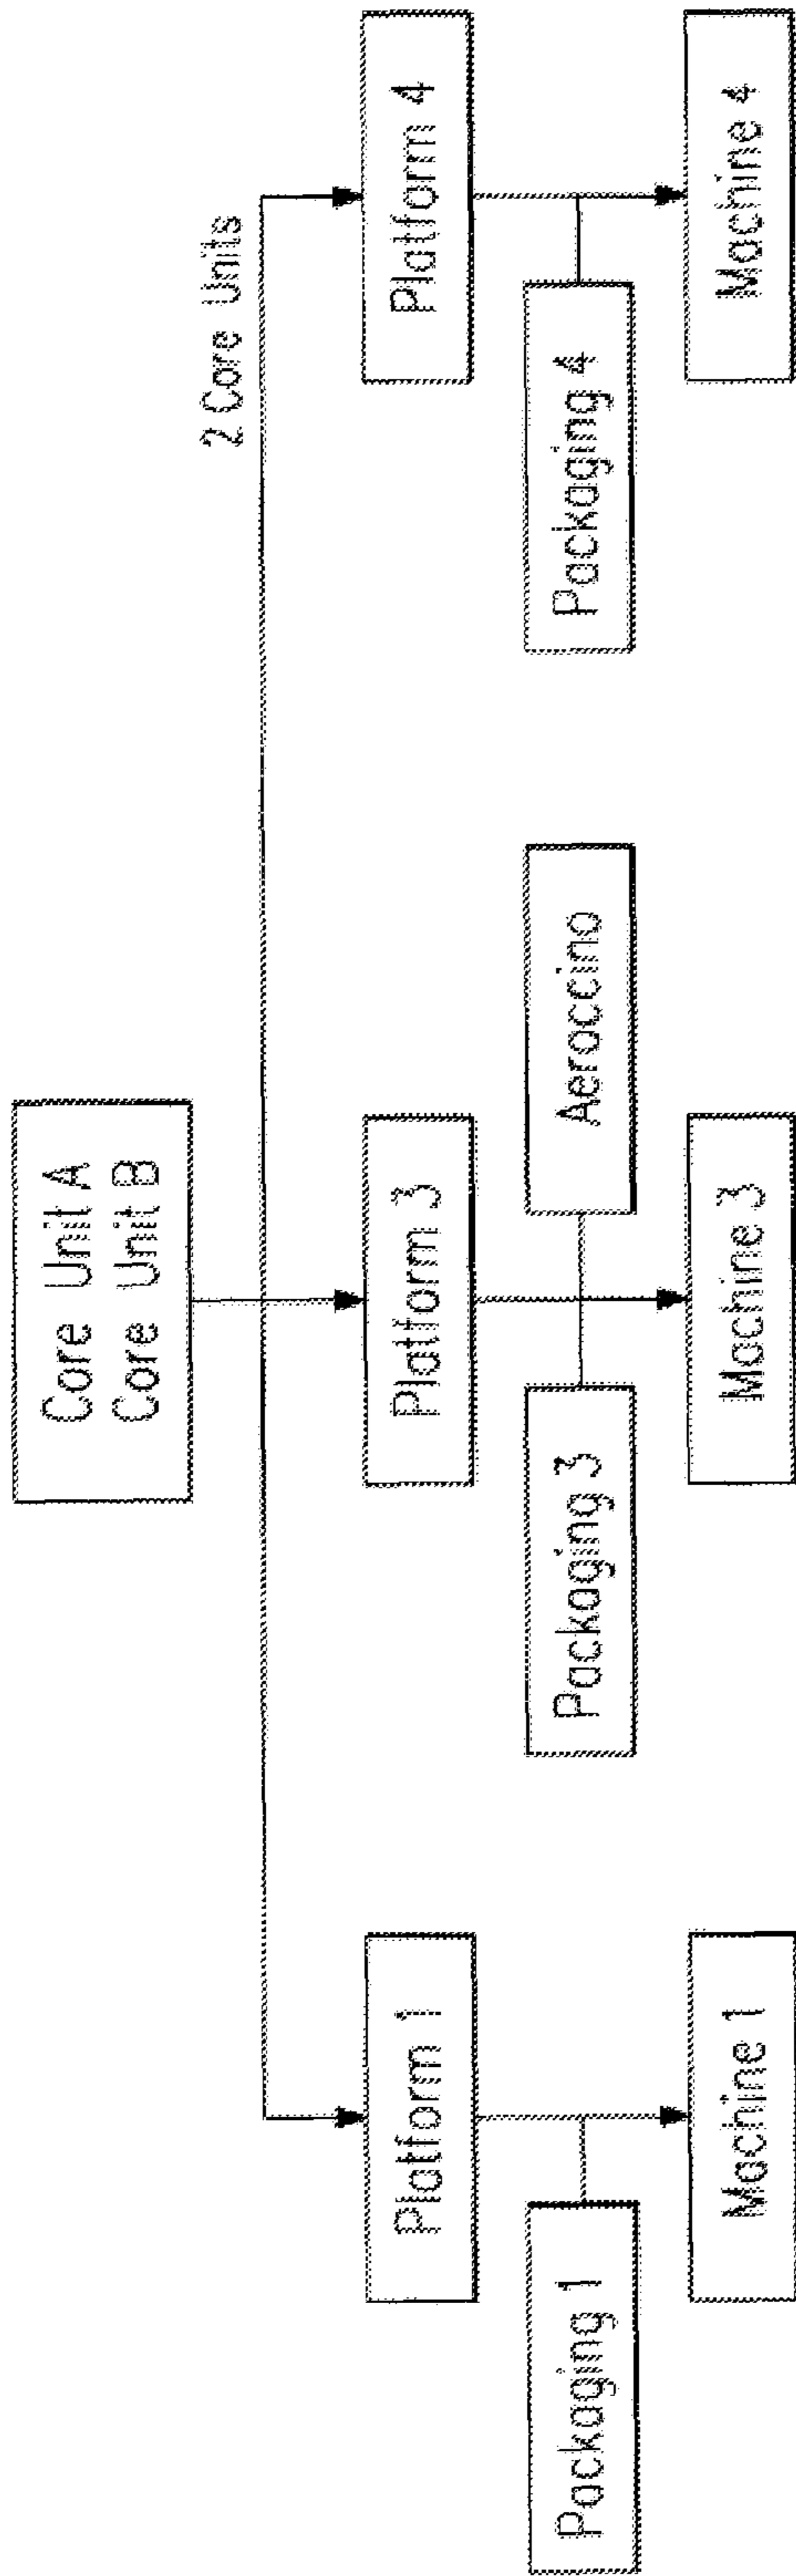 Core Unit A
Core Unit B
2 Core Units
Platform 1
Platform 3
Platform 4
Packaging 1
Packaging 3
Aeroccino
Packaging 4
Machine 1
Machine 3
Machine 4